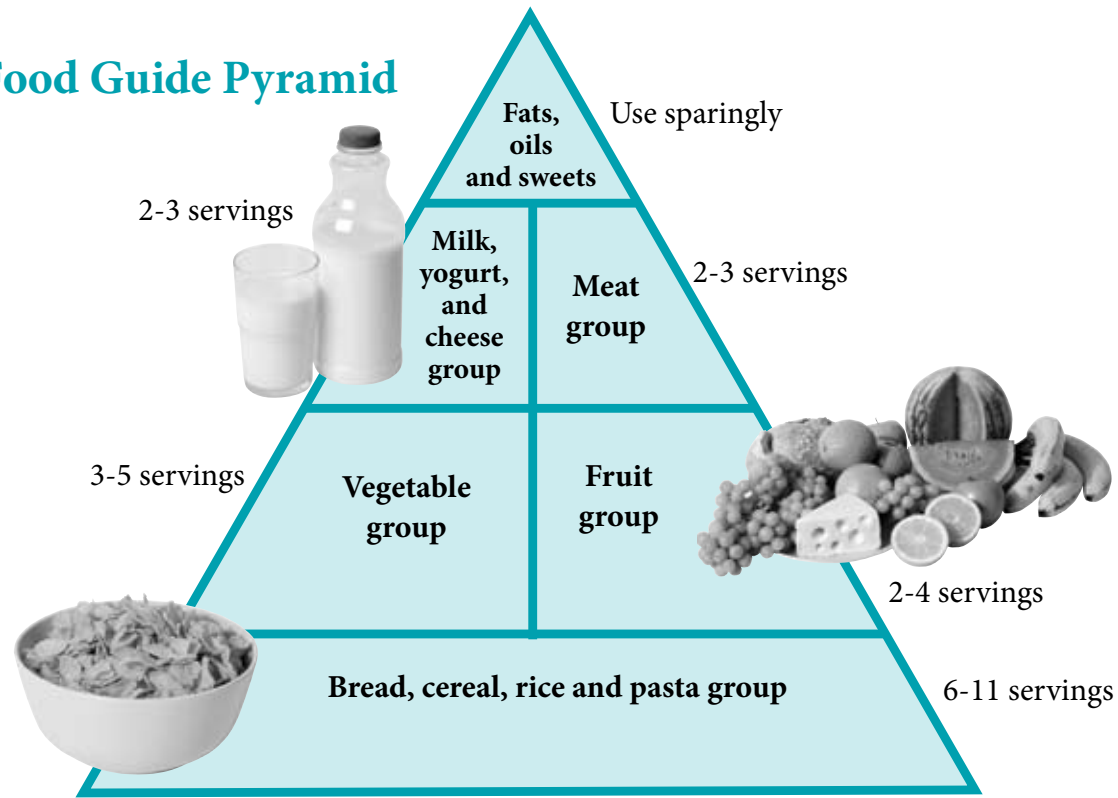 Food Guide Pyramid
Fats,
oils
and sweets
Use sparingly
2-3 servings
Milk,
yogurt,
and
cheese
group
Meat
group
2-3 servings
3-5 servings
Vegetable
group
Fruit
group
2-4 servings
Bread, cereal, rice and pasta group
6-11 servings